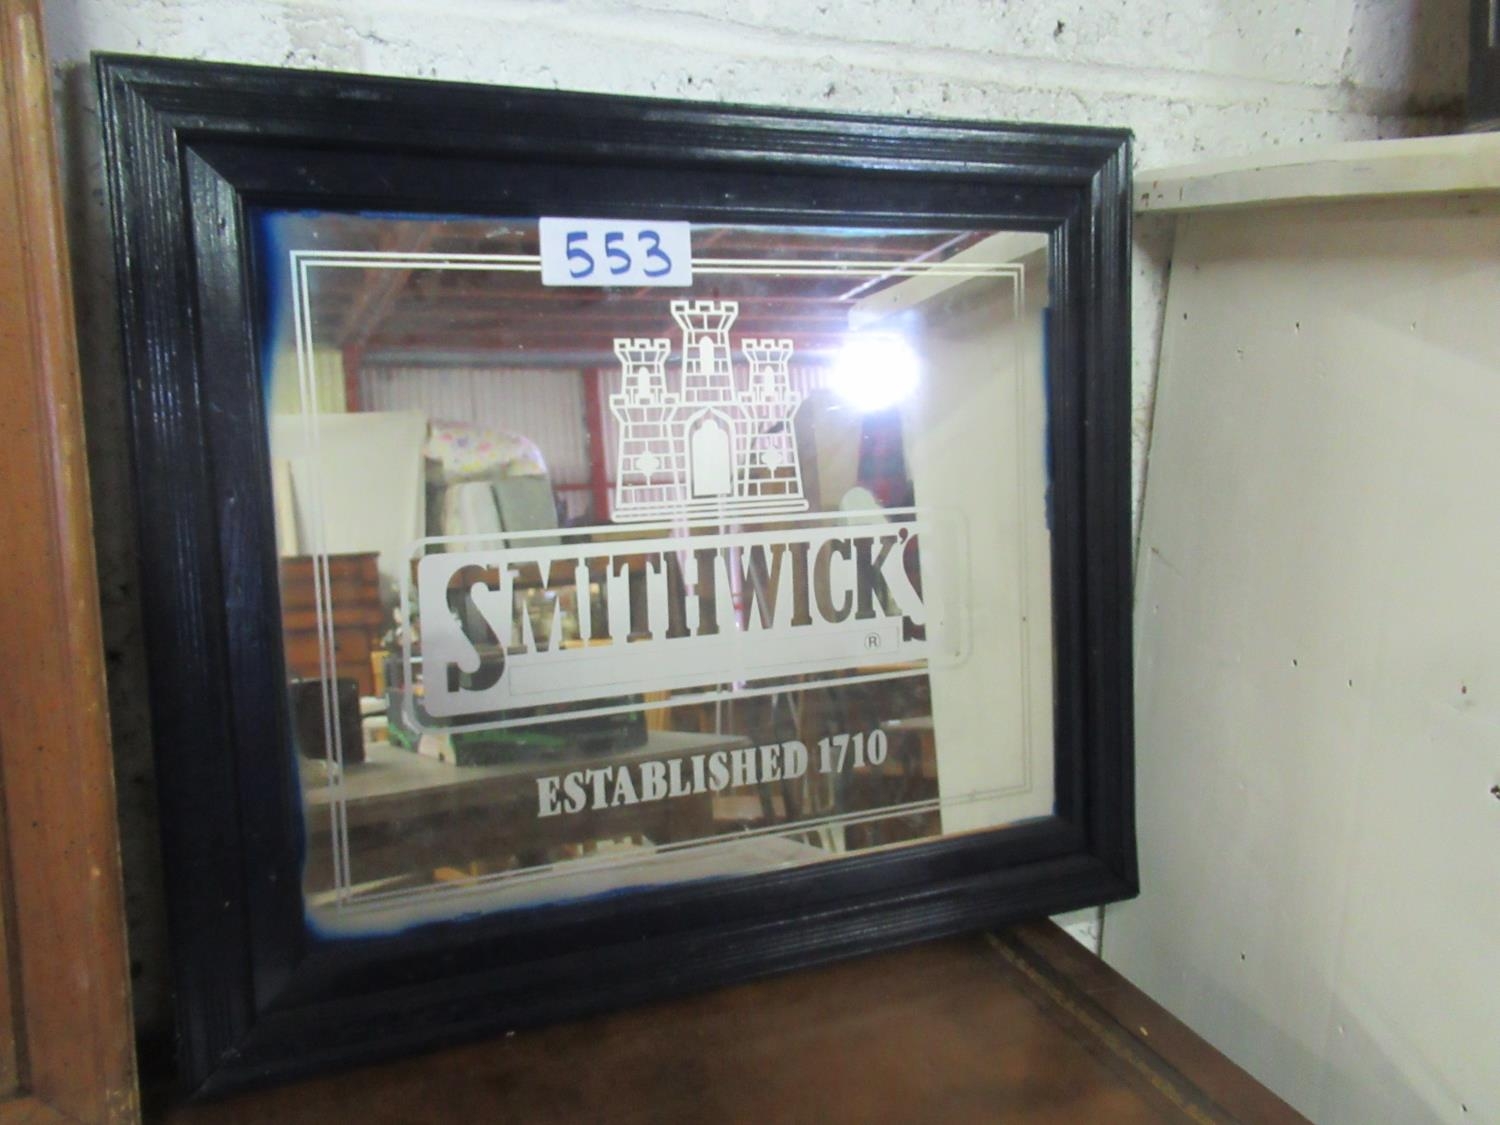 553
SMITHWICK'S
®
ESTABLISHED 1710